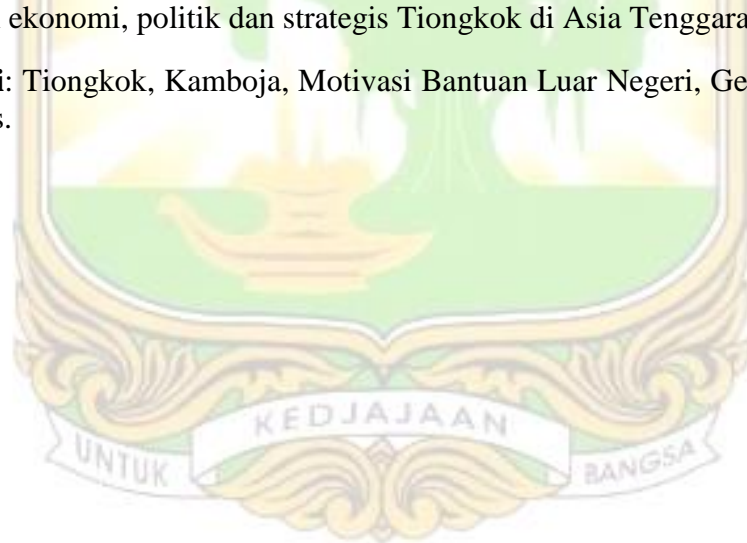 ekonomi, politik dan strategis Tiongkok di Asia Tenggara
i: Tiongkok, Kamboja, Motivasi Bantuan Luar Negeri, Ge
s.
UNTUK KEDJAJAAN BANGSA